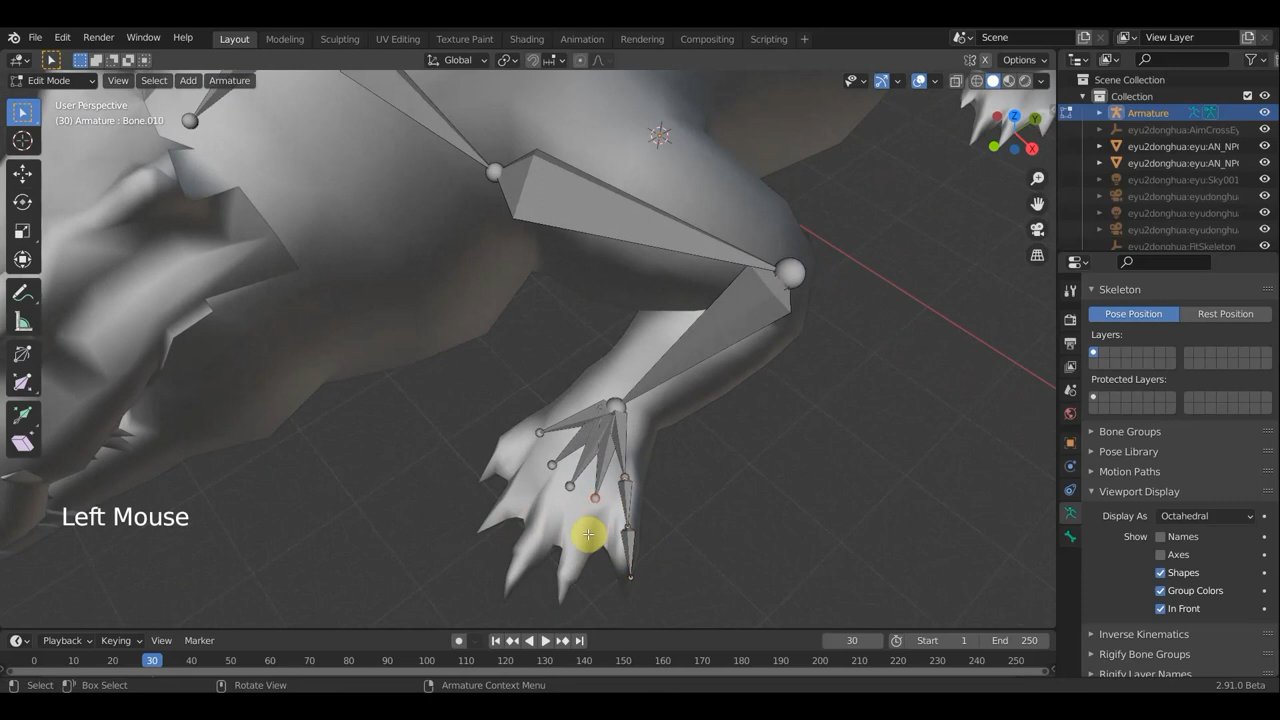 File Edit Render Window Help Layout Modeling Sculpting UV Editing Texture Paint Shading Animation Rendering Compositing Scripting + Scene View Layer
Global Options
Edit Mode View Select Add Armature
User Perspective
(30) Armature : Bone.010
Z
Y
X
Scene Collection
Collection
Armature
eyu2donghua:AimCrossEy
eyu2donghua:eyu:AN_NP(
eyu2donghua:eyu:AN_NP(
eyu2donghua:eyu:Sky001
eyu2donghua:eyudonghu
eyu2donghua:eyudonghu
eyu2donghua:eyudonghu
eyu2donghua:FitSkeleton
Skeleton
Pose Position Rest Position
Layers:
Protected Layers:
Bone Groups
Pose Library
Motion Paths
Viewport Display
Display As Octahedral
Show Names
Axes
Shapes
Group Colors
In Front
Inverse Kinematics
Rigify Bone Groups
Rigify Layer Names
Left Mouse
Playback Keying View Marker 30 Start 1 End 250
0 10 20 30 40 50 60 70 80 90 100 110 120 130 140 150 160 170 180 190 200 210 220 230 240 250
Select Box Select Rotate View Armature Context Menu 2.91.0 Beta